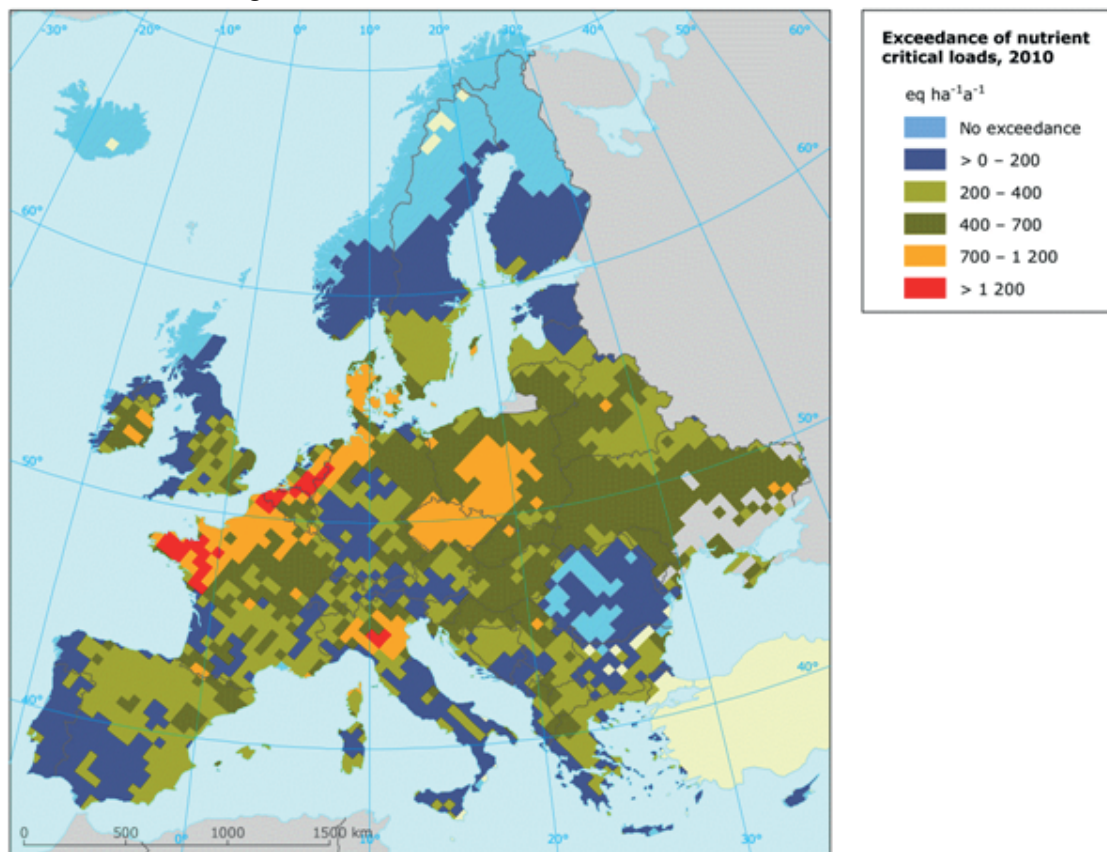 -30°
-20°
-10°
0°
10°
20°
30°
40°
50°
60°
60°
60°
50°
50°
40°
40°
0°
10°
20°
30°
0 500 1000 1500 km
Exceedance of nutrient
critical loads, 2010
eq ha⁻¹a⁻¹
No exceedance
> 0 – 200
200 – 400
400 – 700
700 – 1 200
> 1 200